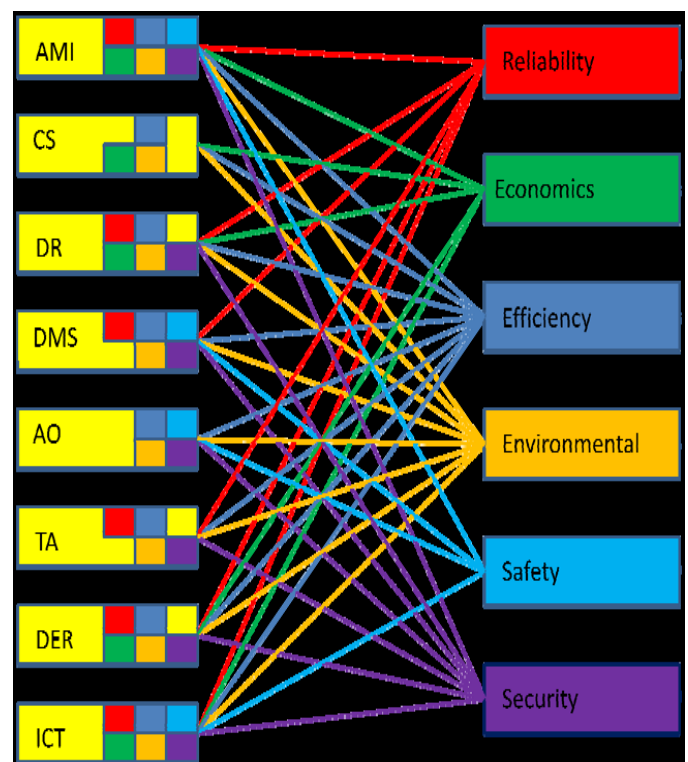 AMI
CS
DR
DMS
AO
TA
DER
ICT
Reliability
Economics
Efficiency
Environmental
Safety
Security